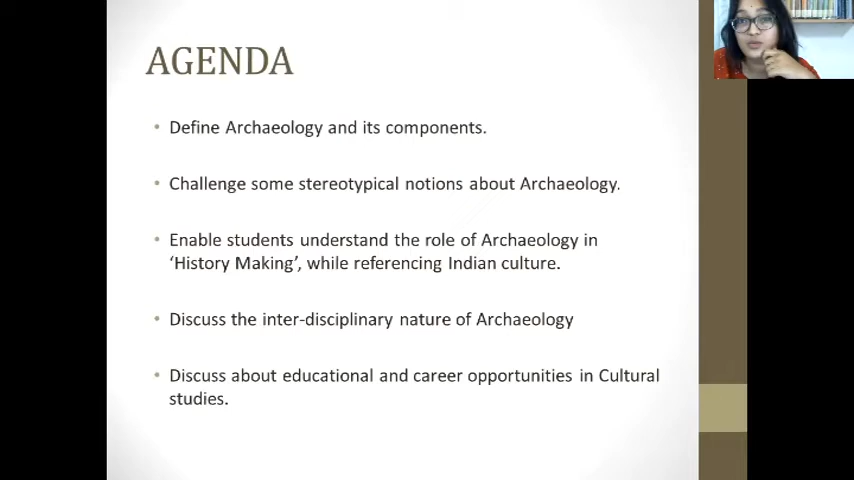 AGENDA
• Define Archaeology and its components.
• Challenge some stereotypical notions about Archaeology.
• Enable students understand the role of Archaeology in
‘History Making’, while referencing Indian culture.
• Discuss the inter-disciplinary nature of Archaeology
• Discuss about educational and career opportunities in Cultural
studies.